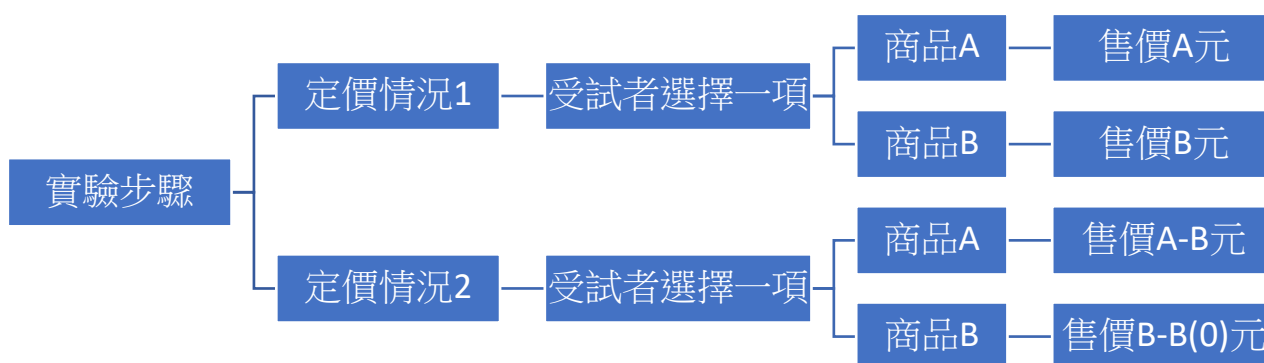 實驗步驟
定價情況1
受試者選擇一項
商品A
售價A元
商品B
售價B元
定價情況2
受試者選擇一項
商品A
售價A-B元
商品B
售價B-B(0)元